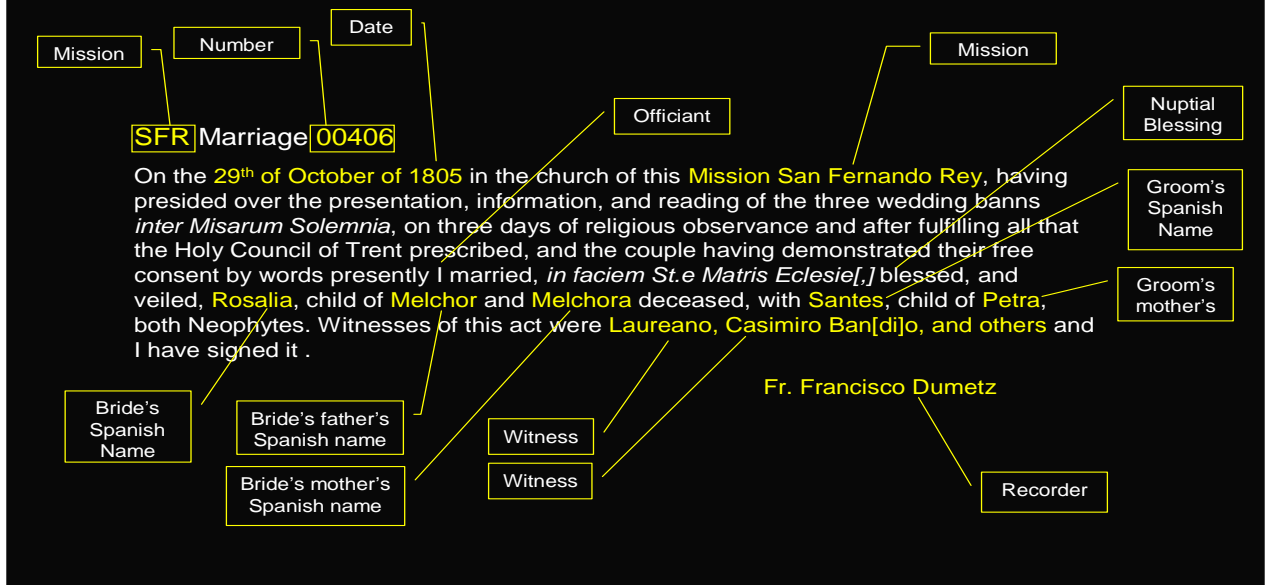 Date
Number
Mission
Mission
Nuptial
Blessing
Officiant
SFR Marriage 00406
On the 29th of October of 1805 in the church of this Mission San Fernando Rey, having
presided over the presentation, information, and reading of the three wedding banns
inter Misarum Solemnia, on three days of religious observance and after fulfilling all that
the Holy Council of Trent prescribed, and the couple having demonstrated their free
consent by words presently I married, in faciem St.e Matris Eclesie[,] blessed, and
veiled, Rosalia, child of Melchor and Melchora deceased, with Santes, child of Petra,
both Neophytes. Witnesses of this act were Laureano, Casimiro Ban[di]o, and others and
I have signed it .
Groom's
Spanish
Name
Groom's
mother's
Fr. Francisco Dumetz
Bride's
Spanish
Name
Bride's father's
Spanish name
Witness
Bride's mother's
Spanish name
Witness
Recorder